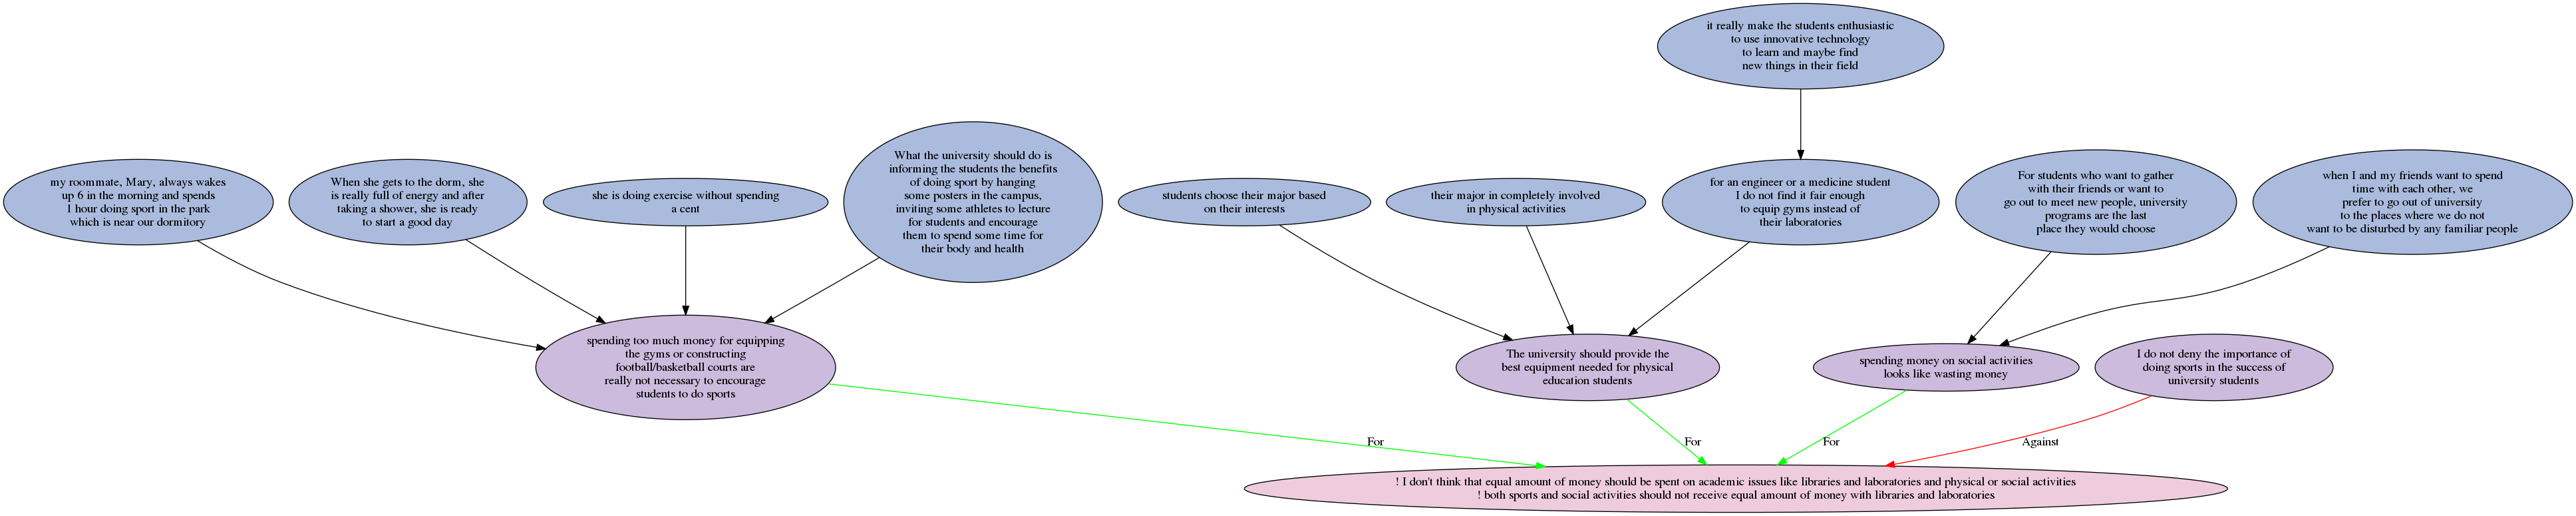 it really make the students enthusiastic
to use innovative technology
to learn and maybe find
new things in their field
my roommate, Mary, always wakes
up 6 in the morning and spends
1 hour doing sport in the park
which is near our dormitory
When she gets to the dorm, she
is really full of energy and after
taking a shower, she is ready
to start a good day
she is doing exercise without spending
a cent
What the university should do is
informing the students the benefits
of doing sport by hanging
some posters in the campus,
inviting some athletes to lecture
for students and encourage
them to spend some time for
their body and health
students choose their major based
on their interests
their major in completely involved
in physical activities
for an engineer or a medicine student
I do not find it fair enough
to equip gyms instead of
their laboratories
For students who want to gather
with their friends or want to
go out to meet new people, university
programs are the last
place they would choose
when I and my friends want to spend
time with each other, we
prefer to go out of university
to the places where we do not
want to be disturbed by any familiar people
spending too much money for equipping
the gyms or constructing
football/basketball courts are
really not necessary to encourage
students to do sports
The university should provide the
best equipment needed for physical
education students
spending money on social activities
looks like wasting money
I do not deny the importance of
doing sports in the success of
university students
For
For
For
Against
! I don't think that equal amount of money should be spent on academic issues like libraries and laboratories and physical or social activities
! both sports and social activities should not receive equal amount of money with libraries and laboratories